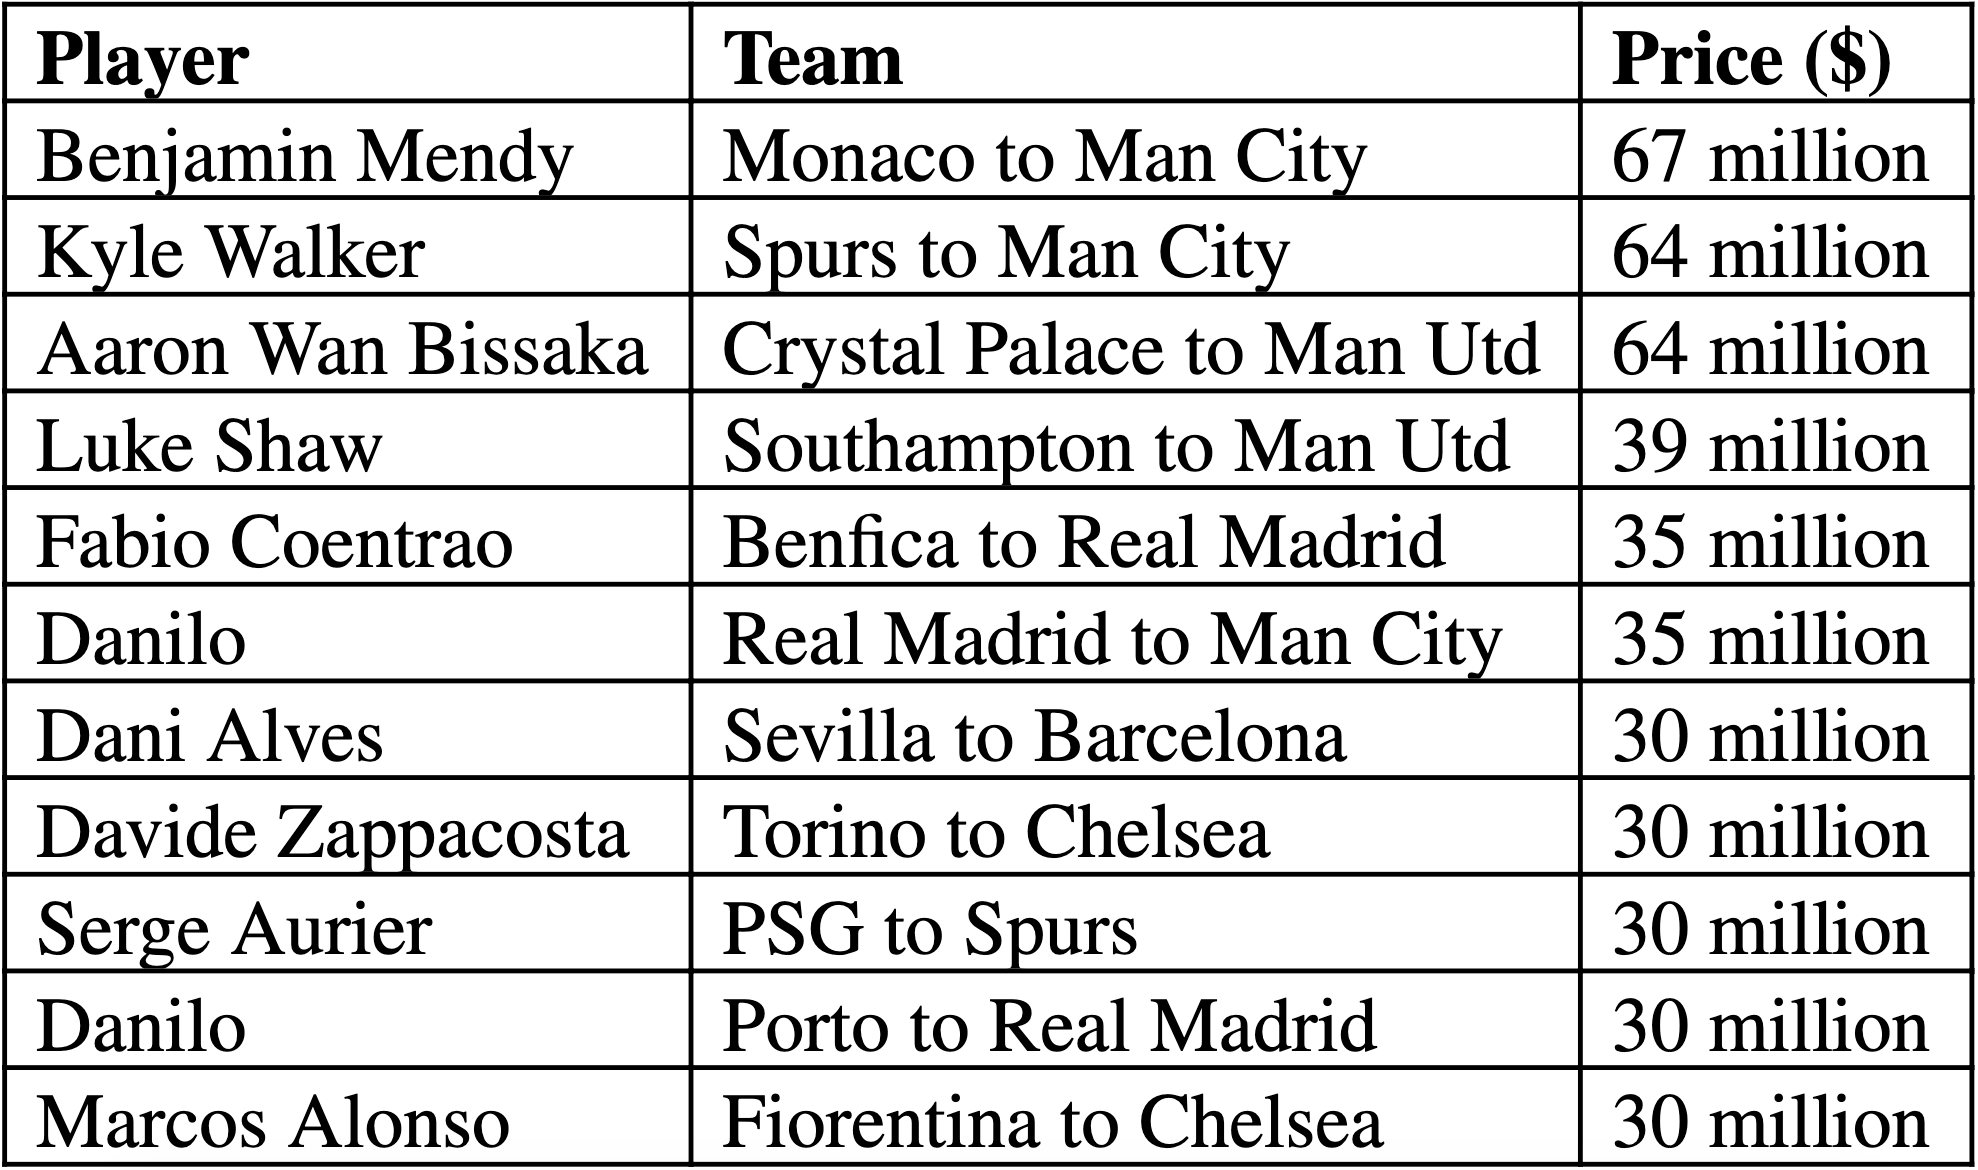 Player Team Price ($)
Benjamin Mendy Monaco to Man City 67 million
Kyle Walker Spurs to Man City 64 million
Aaron Wan Bissaka Crystal Palace to Man Utd 64 million
Luke Shaw Southampton to Man Utd 39 million
Fabio Coentrao Benfica to Real Madrid 35 million
Danilo Real Madrid to Man City 35 million
Dani Alves Sevilla to Barcelona 30 million
Davide Zappacosta Torino to Chelsea 30 million
Serge Aurier PSG to Spurs 30 million
Danilo Porto to Real Madrid 30 million
Marcos Alonso Fiorentina to Chelsea 30 million